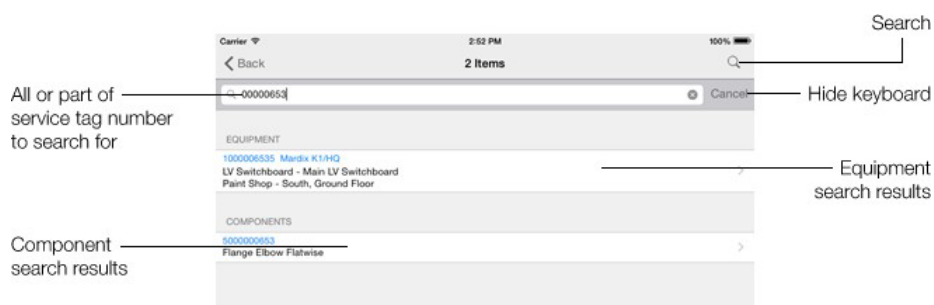 Search
Carrier 2:52 PM 100%
Back 2 Items
All or part of
service tag number
to search for
00000653
Cancel
Hide keyboard
EQUIPMENT
1000006535 Mardix K1/HQ
LV Switchboard - Main LV Switchboard
Paint Shop - South, Ground Floor
Equipment
search results
COMPONENTS
Component
search results
5000000653
Flange Elbow Flatwise